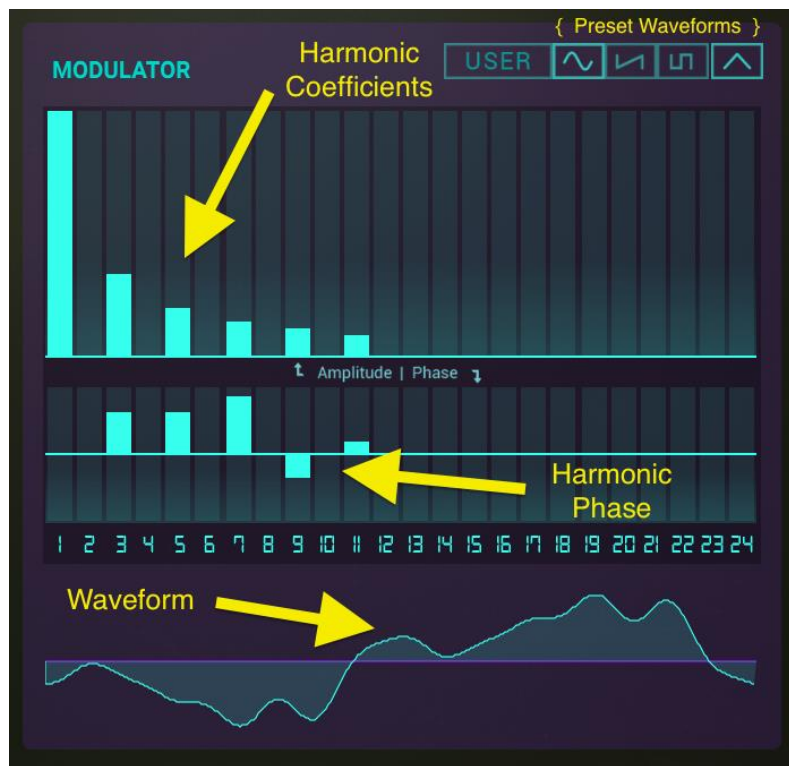 { Preset Waveforms }
MODULATOR
Harmonic
Coefficients
USER
Amplitude | Phase
Harmonic
Phase
1 2 3 4 5 6 7 8 9 10 11 12 13 14 15 16 17 18 19 20 21 22 23 24
Waveform